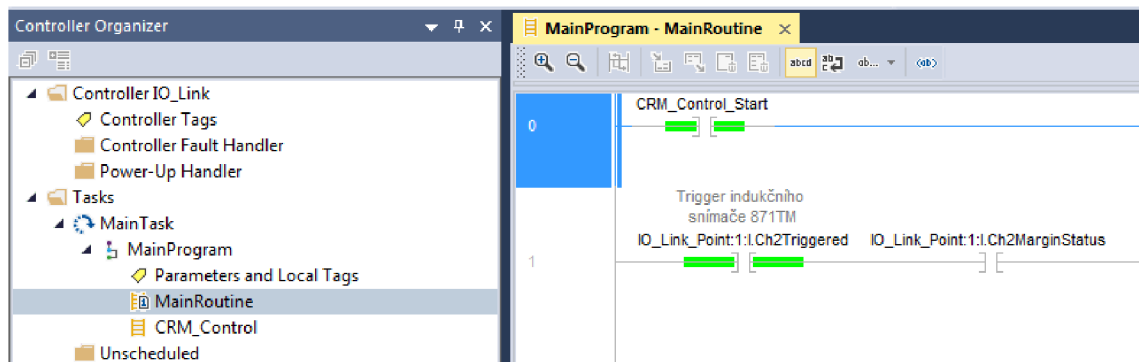 Controller Organizer
Controller IO_Link
Controller Tags
Controller Fault Handler
Power-Up Handler
Tasks
MainTask
MainProgram
Parameters and Local Tags
MainRoutine
CRM_Control
Unscheduled
MainProgram - MainRoutine
abcd ab c ab... (ab)
0
CRM_Control_Start
Trigger indukčního
snímače 871TM
IO_Link_Point:1:I.Ch2Triggered IO_Link_Point:1:I.Ch2MarginStatus
1